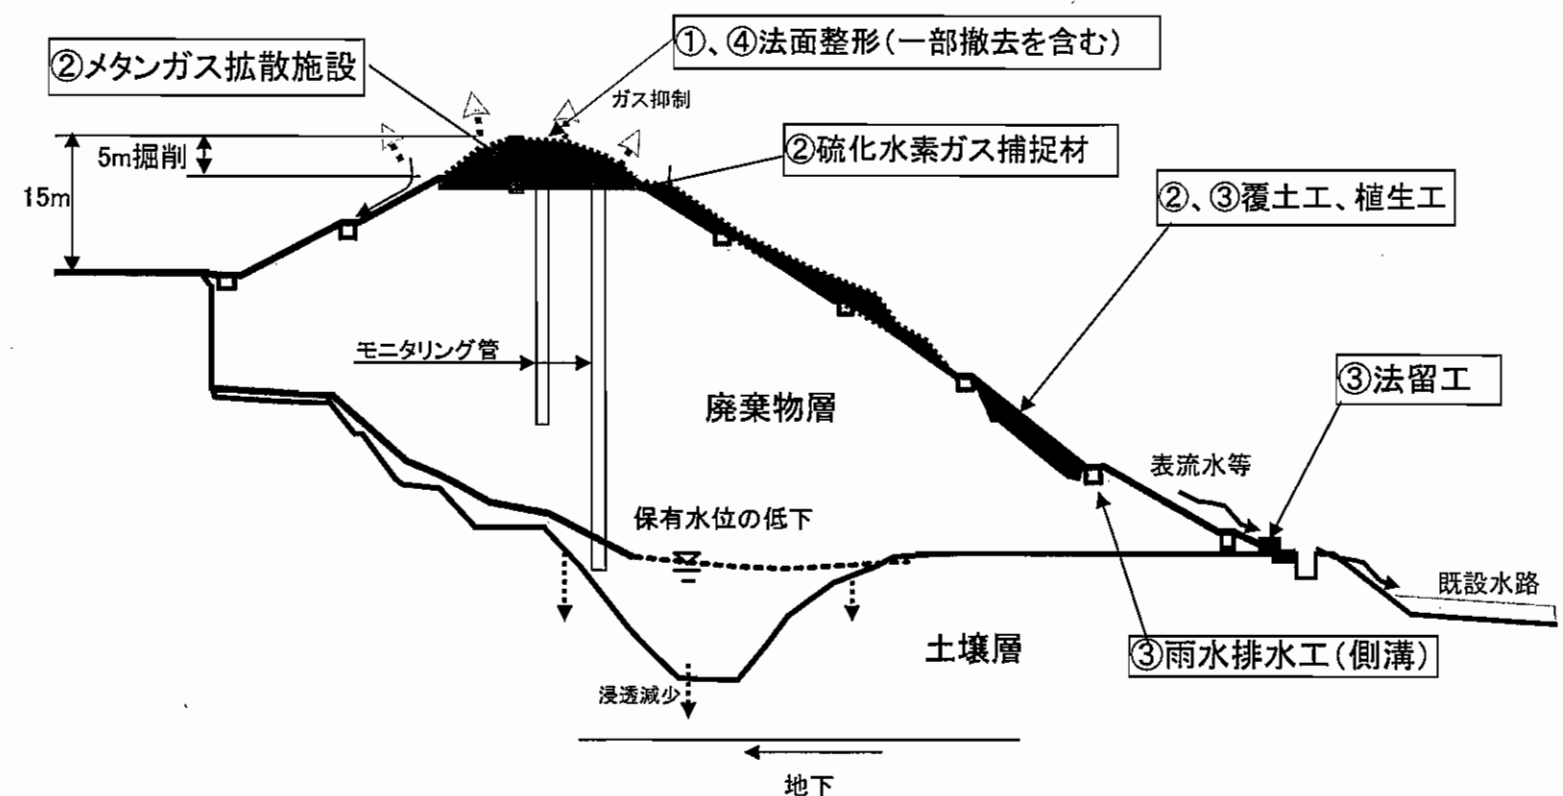 ①、④法面整形(一部撤去を含む)
②メタンガス拡散施設
ガス抑制
5m掘削
②硫化水素ガス捕捉材
15m
②、③覆土工、植生工
モニタリング管
③法留工
廃棄物層
表流水等
保有水位の低下
既設水路
土壌層
③雨水排水工(側溝)
浸透減少
地下